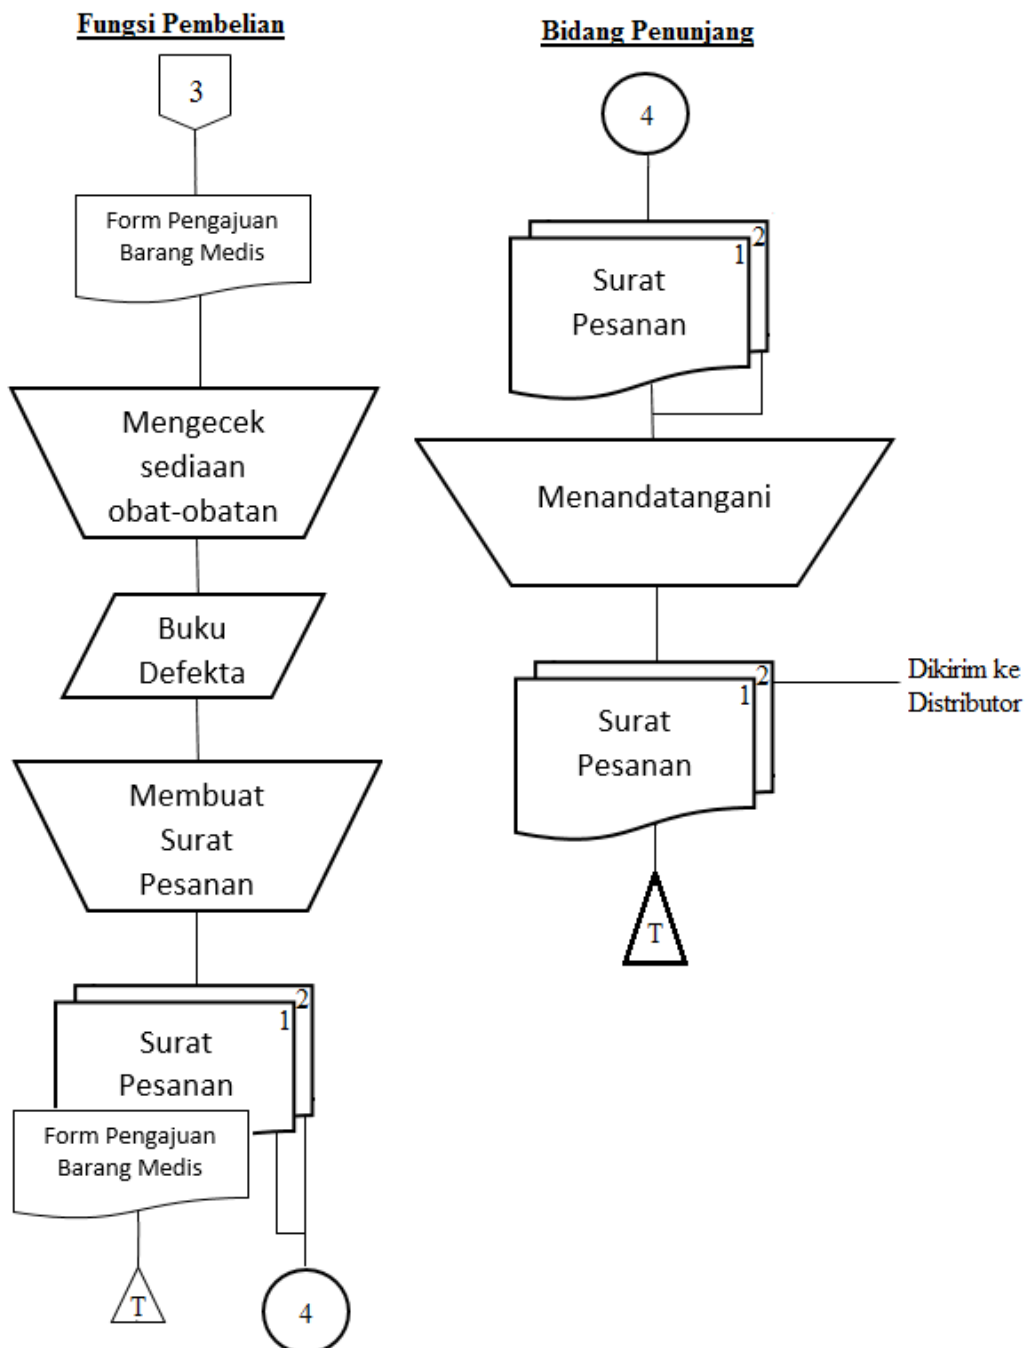 Fungsi Pembelian
3
Form Pengajuan
Barang Medis
Mengecek
sediaan
obat-obatan
Buku
Defekta
Membuat
Surat
Pesanan
2
1
Surat
Pesanan
Form Pengajuan
Barang Medis
T
4
Bidang Penunjang
4
2
1
Surat
Pesanan
Menandatangani
2
1
Surat
Pesanan
Dikirim ke
Distributor
T